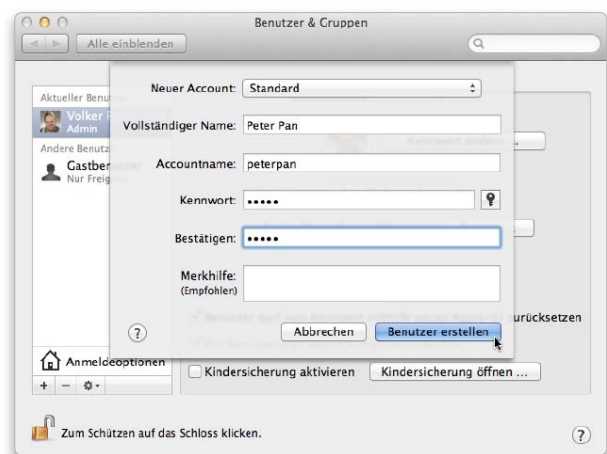 Benutzer & Gruppen
Alle einblenden
Aktueller Benu
Volker
Admin
Andere Benutz
Gastbenutzer
Nur Freig
Neuer Account: Standard
Vollständiger Name: Peter Pan
Accountname: peterpan
Kennwort: •••••
Bestätigen: •••••
Merkhilfe:
(Empfohlen)
? Abbrechen Benutzer erstellen
urücksetzen
Anmeldeoptionen
+ −
Kindersicherung aktivieren Kindersicherung öffnen ...
Zum Schützen auf das Schloss klicken. ?